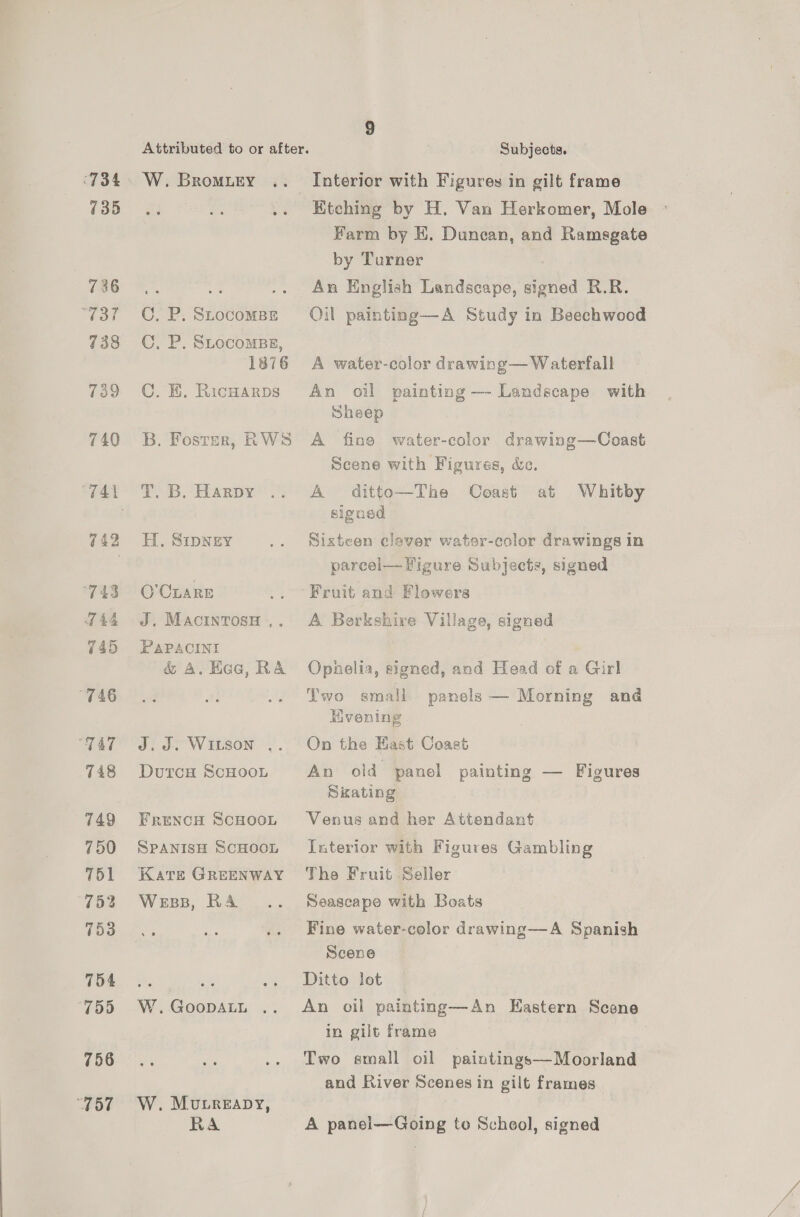 9
Attributed to or after. Subjects.
734 W. BROMLEY .. Interior with Figures in gilt frame
735 .. .. .. Etching by H. Van Herkomer, Mole
Farm by E. Duncan, and Ramsgate
by Turner
736 .. .. .. An English Landscape, signed R.R.
737 C. P. SLOCOMBE Oil painting—A Study in Beechwood
738 C. P. SLOCOMBE,
1876 A water-color drawing—Waterfall
739 C. E. RICHARDS An oil painting — Landscape with
Sheep
740 B. FOSTER, RWS A fine water-color drawing—Coast
Scene with Figures, &c.
741 T. B. HARDY .. A ditto—The Coast at Whitby
signed
742 H. SIDNEY .. Sixteen clever water-color drawings in
parcel—Figure Subjects, signed
743 O'CLARE .. Fruit and Flowers
744 J. MACINTOSH .. A Berkshire Village, signed
745 PAPACINI
& A. EGG, RA Ophelia, signed, and Head of a Girl
746 .. .. .. Two small panels — Morning and
Evening
747 J. J. WILSON .. On the East Coast
748 DUTCH SCHOOL An old panel painting — Figures
Skating
749 FRENCH SCHOOL Venus and her Attendant
750 SPANISH SCHOOL Interior with Figures Gambling
751 KATE GREENWAY The Fruit Seller
752 WEBB, RA .. Seascape with Boats
753 .. .. .. Fine water-color drawing—A Spanish
Scene
754 .. .. .. Ditto lot
755 W. GOODALL .. An oil painting—An Eastern Scene
in gilt frame
756 .. .. .. Two small oil paintings—Moorland
and River Scenes in gilt frames
757 W. MULREADY,
RA A panel—Going to School, signed